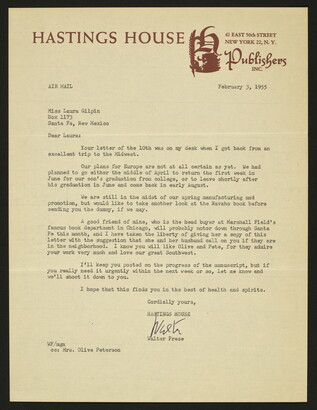 HASTINGS HOUSE
41 EAST 50th STREET
NEW YORK 22, N. Y.
Publishers
INC.
AIR MAIL
February 3, 1955
Miss Laura Gilpin
Box 1173
Santa Fe, New Mexico
Dear Laura:
Your letter of the 10th was on my desk when I got back from an
excellent trip to the Midwest.
Our plans for Europe are not at all certain as yet. We had
planned to go either the middle of April to return the first week in
June for our son's graduation from college, or to leave shortly after
his graduation in June and come back in early August.
We are still in the midst of our spring manufacturing and
promotion, but would like to take another look at the Navaho book before
sending you the dummy, if we may.
A good friend of mine, who is the head buyer at Marshall Field's
famous book department in Chicago, will probably motor down through Santa
Fe this month, and I have taken the liberty of giving her a copy of this
letter with the suggestion that she and her husband call on you if they are
in the neighborhood. I know you will like Olive and Pete, for they admire
your work very much and love our great Southwest.
I'll keep you posted on the progress of the manuscript, but if
you really need it urgently within the next week or so, let me know and
we'll shoot it down to you.
I hope that this finds you in the best of health and spirits.
Cordially yours,
HASTINGS HOUSE
Walter
Walter Frese
WF/mgm
cc: Mrs. Olive Peterson